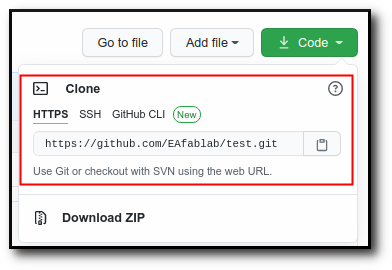 Go to file Add file Code
Clone
HTTPS SSH GitHub CLI New
https://github.com/EAfablab/test.git
Use Git or checkout with SVN using the web URL.
Download ZIP